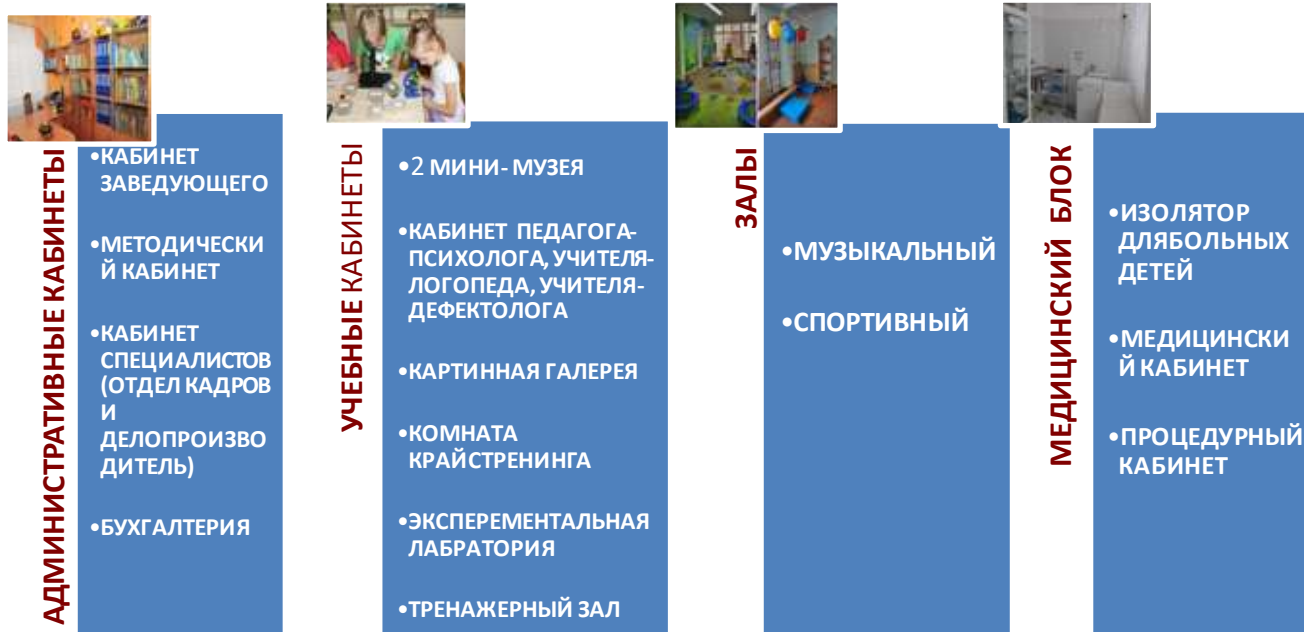 АДМИНИСТРАТИВНЫЕ КАБИНЕТЫ
•КАБИНЕТ
ЗАВЕДУЮЩЕГО
•МЕТОДИЧЕСКИ
Й КАБИНЕТ
•КАБИНЕТ
СПЕЦИАЛИСТОВ
(ОТДЕЛ КАДРОВ
И
ДЕЛОПРОИЗВО
ДИТЕЛЬ)
•БУХГАЛТЕРИЯ
УЧЕБНЫЕ КАБИНЕТЫ
•2 МИНИ- МУЗЕЯ
•КАБИНЕТ ПЕДАГОГА-
ПСИХОЛОГА, УЧИТЕЛЯ-
ЛОГОПЕДА, УЧИТЕЛЯ-
ДЕФЕКТОЛОГА
•КАРТИННАЯ ГАЛЕРЕЯ
•КОМНАТА
КРАЙСТРЕНИНГА
•ЭКСПЕРЕМЕНТАЛЬНАЯ
ЛАБРАТОРИЯ
•ТРЕНАЖЕРНЫЙ ЗАЛ
ЗАЛЫ
•МУЗЫКАЛЬНЫЙ
•СПОРТИВНЫЙ
МЕДИЦИНСКИЙ БЛОК
•ИЗОЛЯТОР
ДЛЯБОЛЬНЫХ
ДЕТЕЙ
•МЕДИЦИНСКИ
Й КАБИНЕТ
•ПРОЦЕДУРНЫЙ
КАБИНЕТ